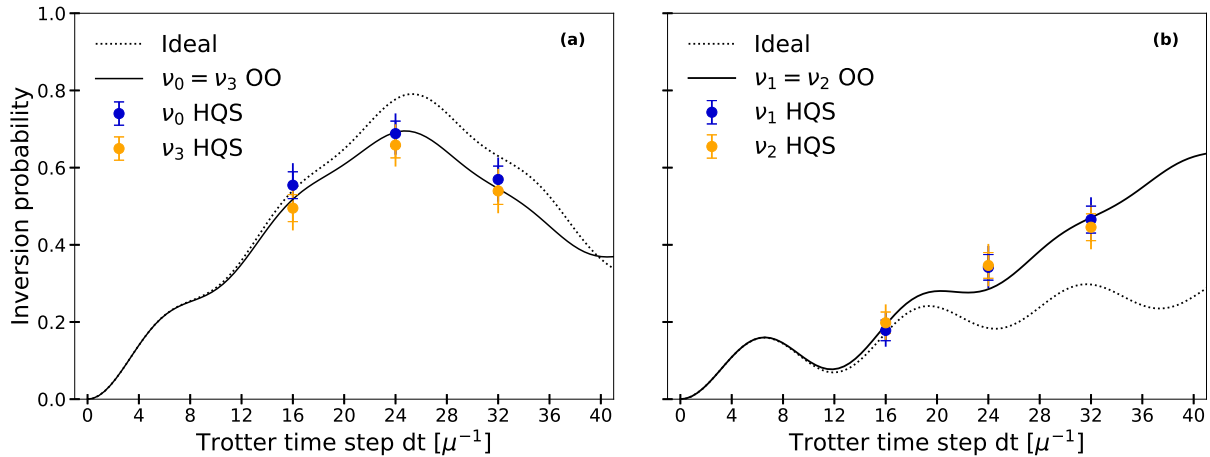 (a)
Ideal
ν₀ = ν₃ OO
ν₀ HQS
ν₃ HQS
Inversion probability
1.0
0.8
0.6
0.4
0.2
0.0
0 4 8 12 16 20 24 28 32 36 40
Trotter time step dt [μ⁻¹]
(b)
Ideal
ν₁ = ν₂ OO
ν₁ HQS
ν₂ HQS
0 4 8 12 16 20 24 28 32 36 40
Trotter time step dt [μ⁻¹]